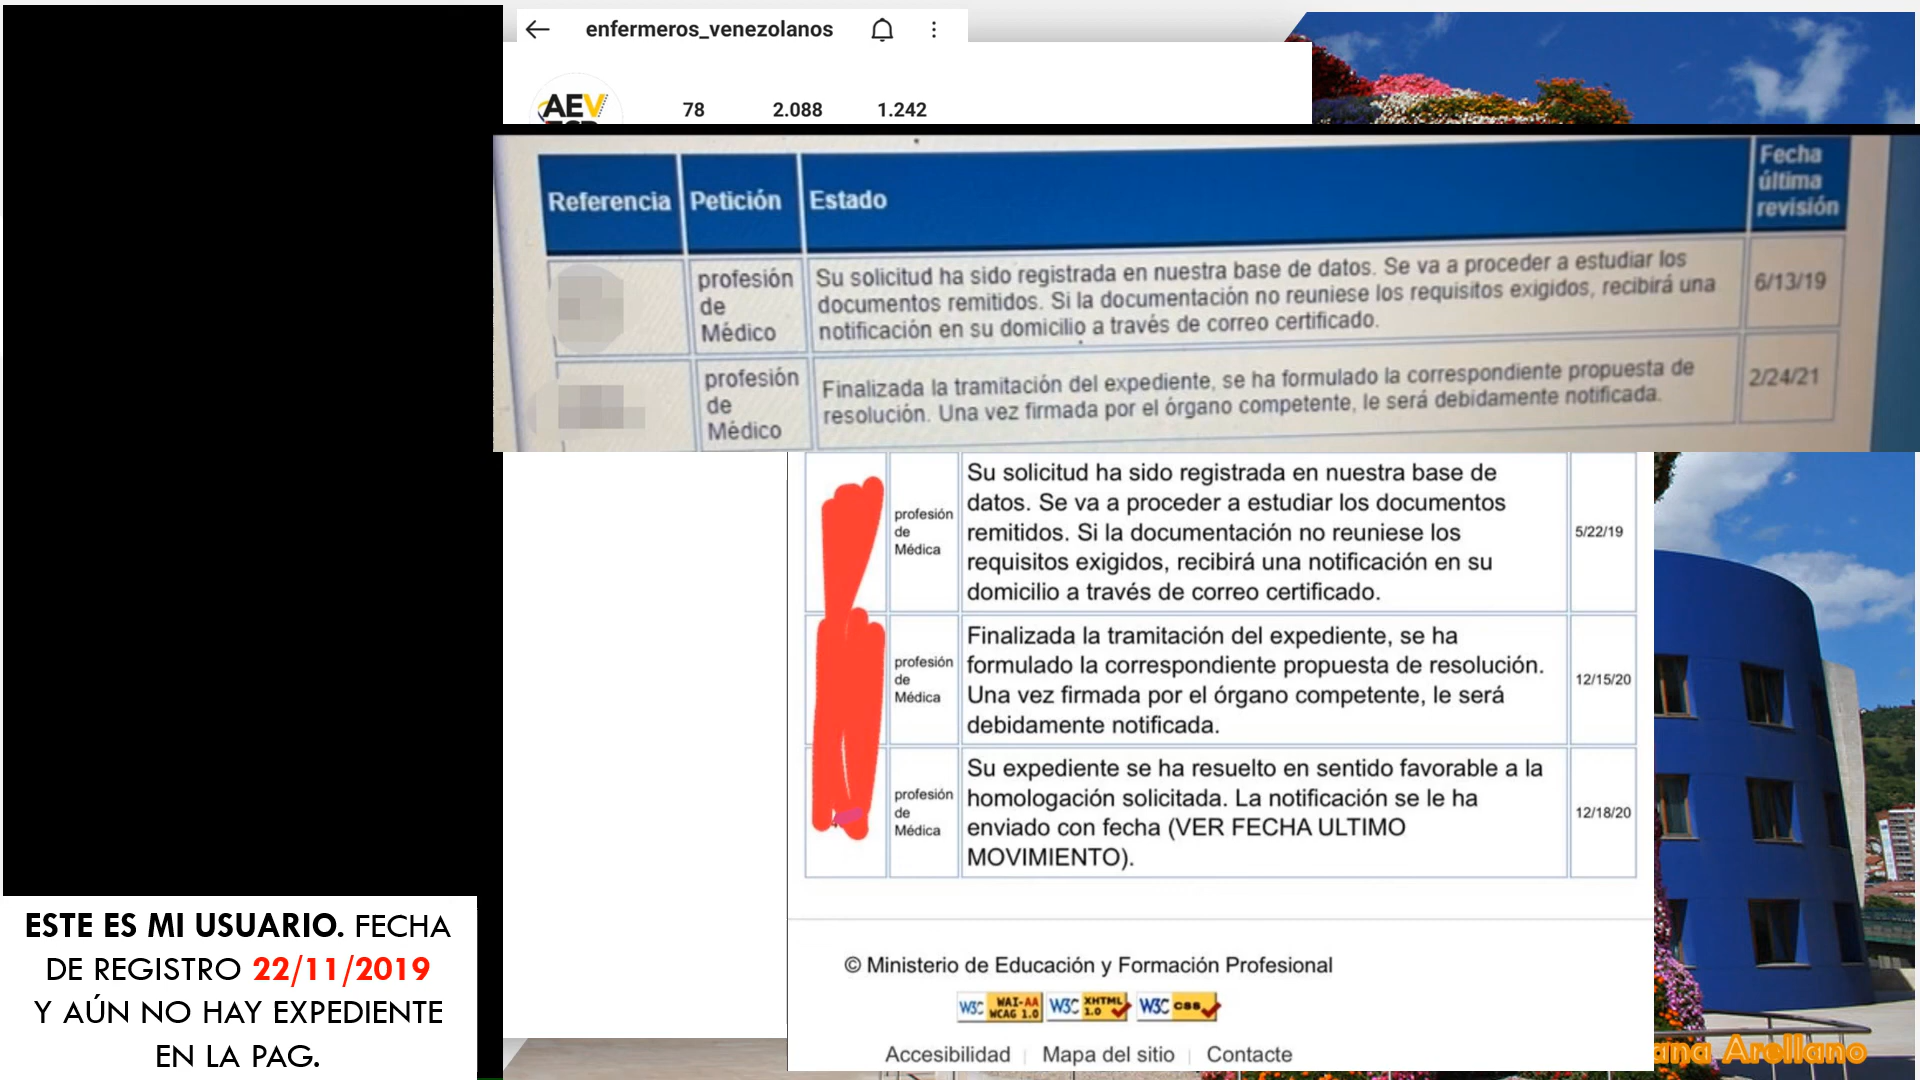 enfermeros_venezolanos
AEV
78 2.088 1.242
Referencia Petición Estado Fecha última revisión
profesión de Médico
Su solicitud ha sido registrada en nuestra base de datos. Se va a proceder a estudiar los
documentos remitidos. Si la documentación no reuniese los requisitos exigidos, recibirá una
notificación en su domicilio a través de correo certificado.
6/13/19
profesión de Médico
Finalizada la tramitación del expediente, se ha formulado la correspondiente propuesta de
resolución. Una vez firmada por el órgano competente, le será debidamente notificada.
2/24/21
profesión
de
Médica
Su solicitud ha sido registrada en nuestra base de
datos. Se va a proceder a estudiar los documentos
remitidos. Si la documentación no reuniese los
requisitos exigidos, recibirá una notificación en su
domicilio a través de correo certificado.
5/22/19
profesión
de
Médica
Finalizada la tramitación del expediente, se ha
formulado la correspondiente propuesta de resolución.
Una vez firmada por el órgano competente, le será
debidamente notificada.
12/15/20
profesión
de
Médica
Su expediente se ha resuelto en sentido favorable a la
homologación solicitada. La notificación se le ha
enviado con fecha (VER FECHA ULTIMO
MOVIMIENTO).
12/18/20
© Ministerio de Educación y Formación Profesional
W3C WAI-AA WCAG 1.0 W3C XHTML 1.0 W3C css
Accesibilidad Mapa del sitio Contacte
ESTE ES MI USUARIO. FECHA
DE REGISTRO 22/11/2019
Y AÚN NO HAY EXPEDIENTE
EN LA PAG.
ana Arellano